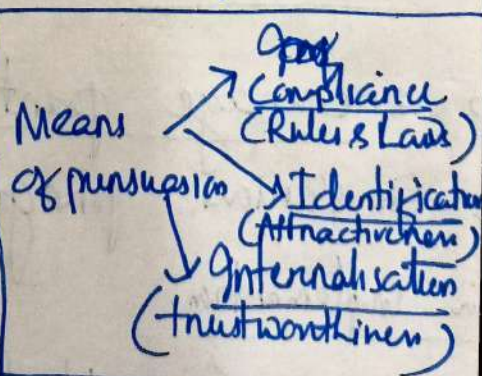 Compliance
(Rules & Laws)
Means
of persuasion
Identification
(Attractiveness)
Internalisation
(trustworthiness)